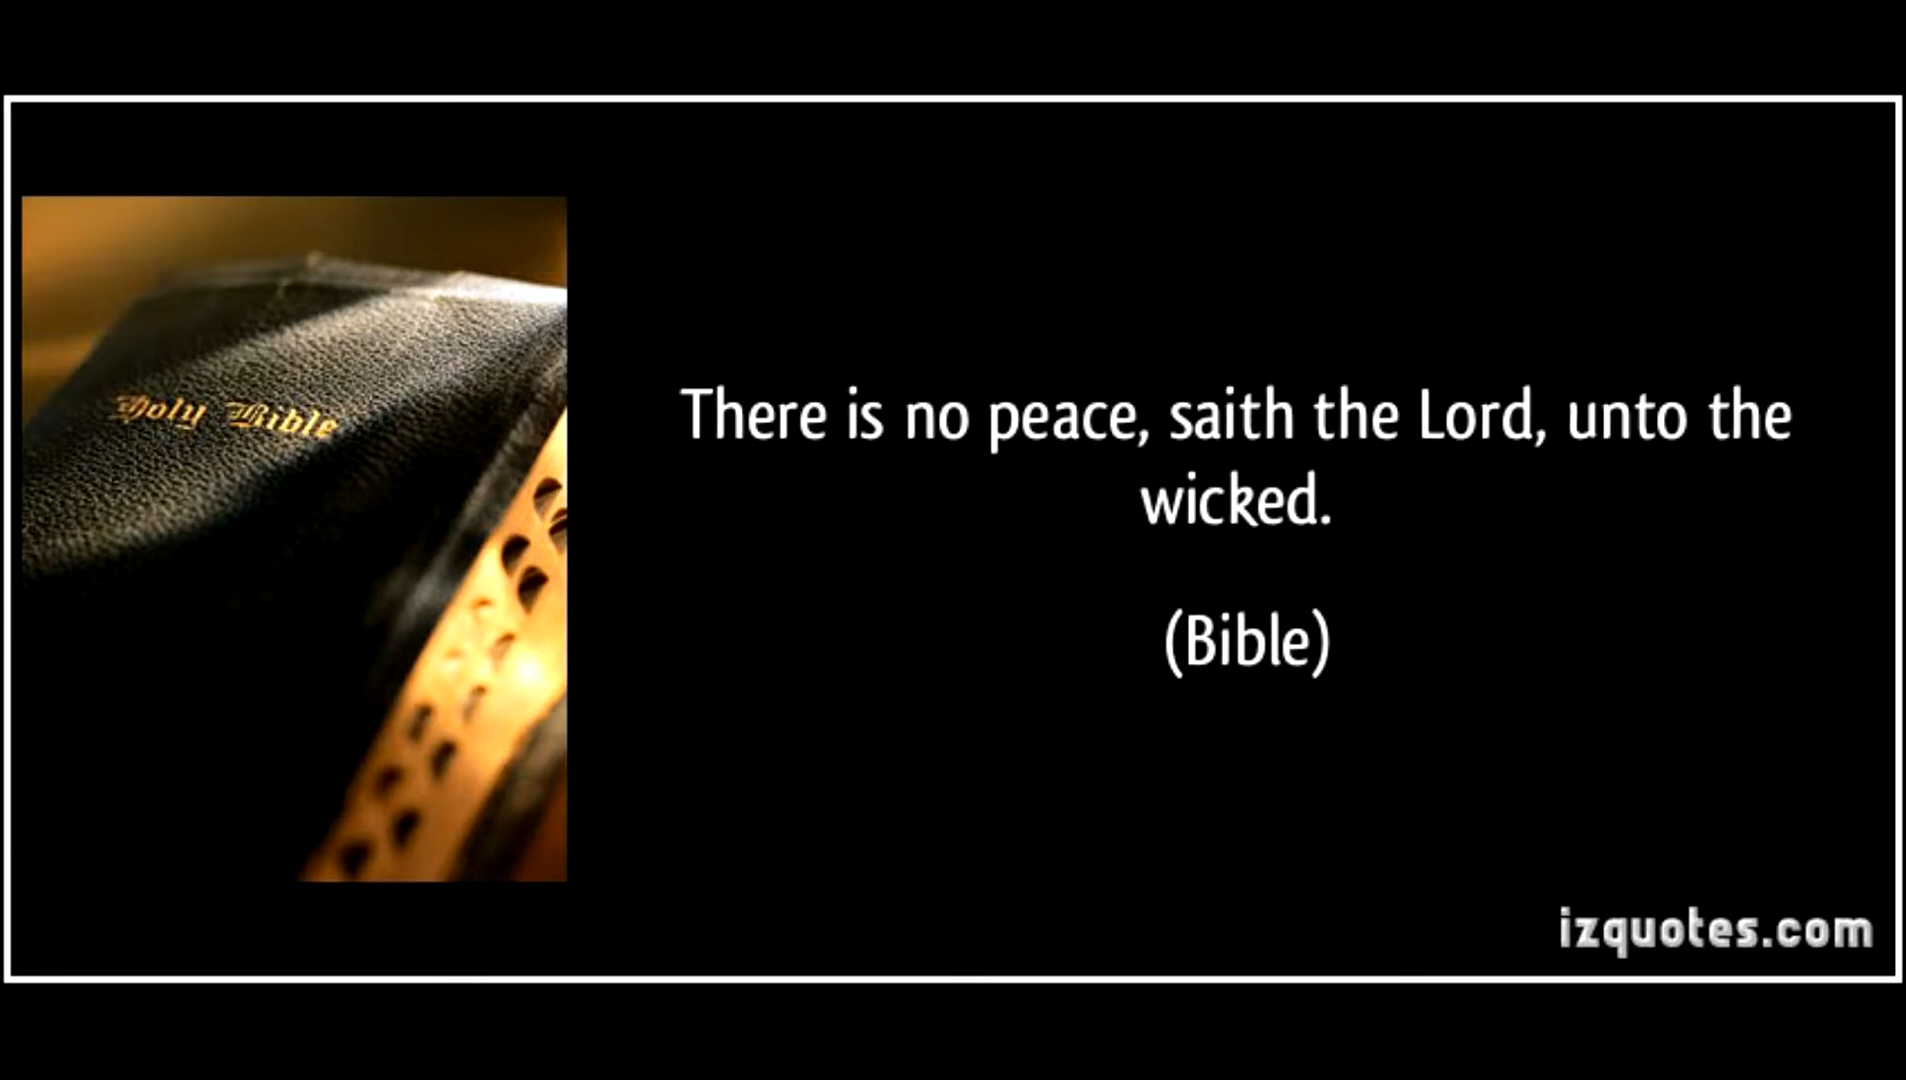 Holy Bible
There is no peace, saith the Lord, unto the
wicked.
(Bible)
izquotes.com